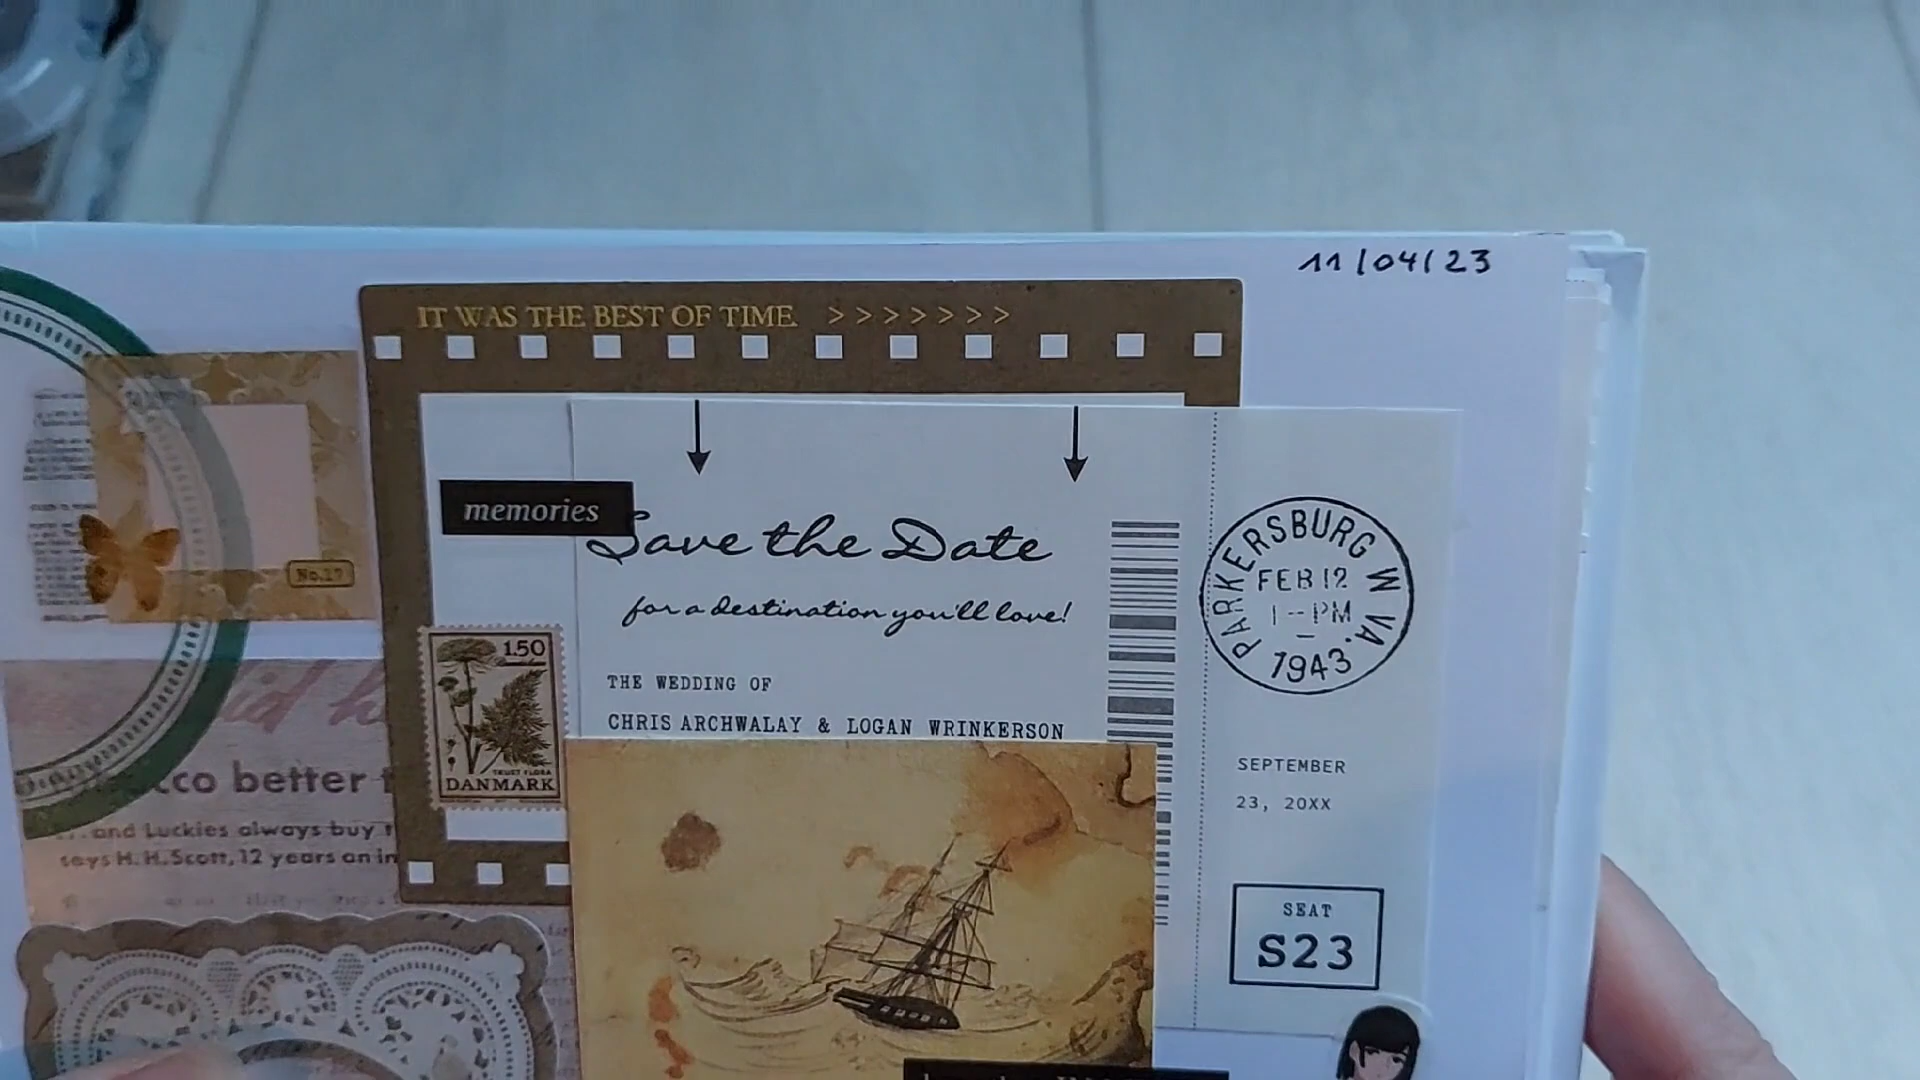 11/04/23
IT WAS THE BEST OF TIME. >>>>>>>
memories
Save the Date
for a destination you'll love!
THE WEDDING OF
CHRIS ARCHWALAY & LOGAN WRINKERSON
PARKERSBURG W VA.
FEB 12
1--PM
1943
SEPTEMBER
23, 20XX
SEAT
S23
No.17
1.50
DANMARK
better
...and Luckies always buy
says H. H. Scott, 12 years an in